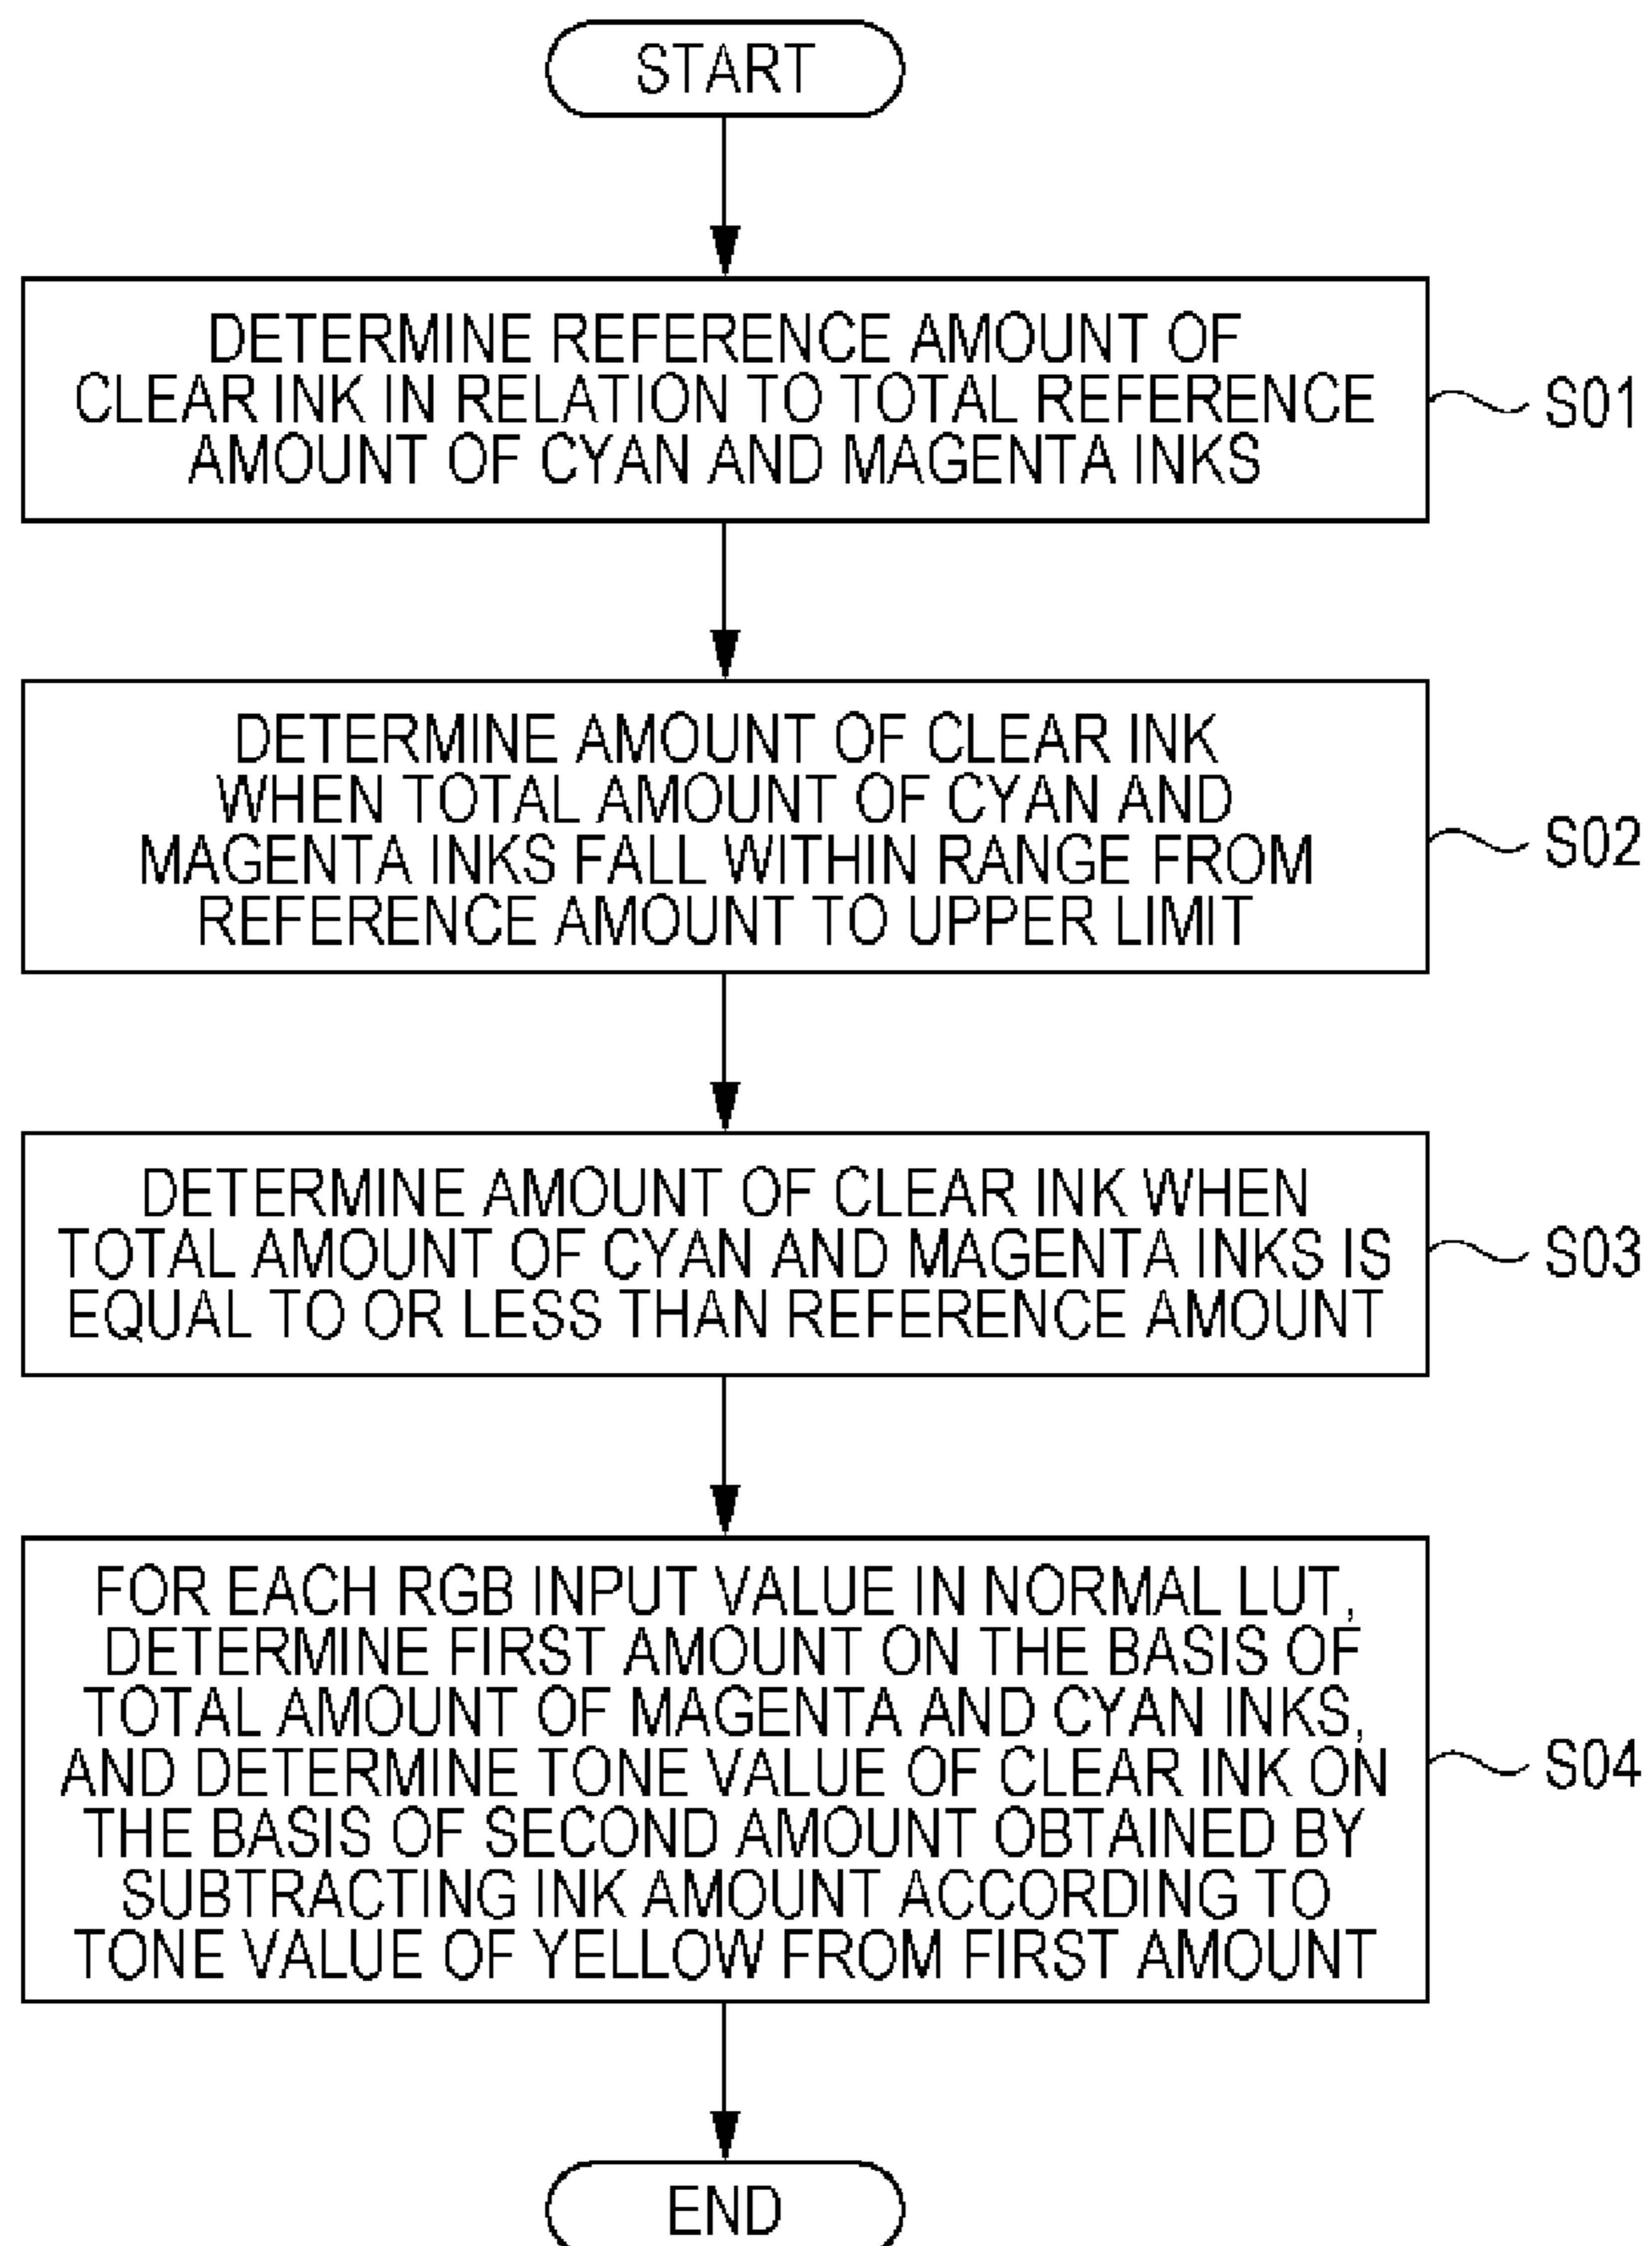 START
DETERMINE REFERENCE AMOUNT OF
CLEAR INK IN RELATION TO TOTAL REFERENCE
AMOUNT OF CYAN AND MAGENTA INKS
S01
DETERMINE AMOUNT OF CLEAR INK
WHEN TOTAL AMOUNT OF CYAN AND
MAGENTA INKS FALL WITHIN RANGE FROM
REFERENCE AMOUNT TO UPPER LIMIT
S02
DETERMINE AMOUNT OF CLEAR INK WHEN
TOTAL AMOUNT OF CYAN AND MAGENTA INKS IS
EQUAL TO OR LESS THAN REFERENCE AMOUNT
S03
FOR EACH RGB INPUT VALUE IN NORMAL LUT,
DETERMINE FIRST AMOUNT ON THE BASIS OF
TOTAL AMOUNT OF MAGENTA AND CYAN INKS,
AND DETERMINE TONE VALUE OF CLEAR INK ON
THE BASIS OF SECOND AMOUNT OBTAINED BY
SUBTRACTING INK AMOUNT ACCORDING TO
TONE VALUE OF YELLOW FROM FIRST AMOUNT
S04
END